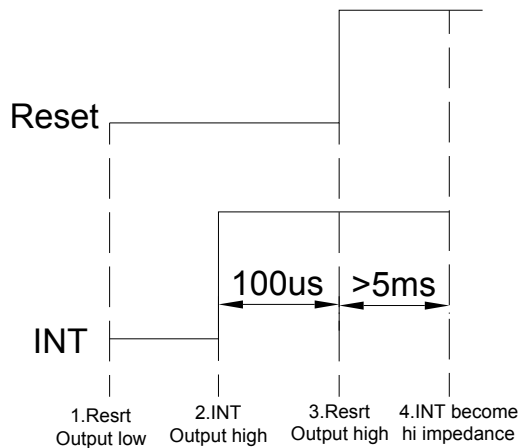 Reset
100us
>5ms
INT
1.Resrt
Output low
2.INT
Output high
3.Resrt
Output high
4.INT become
hi impedance